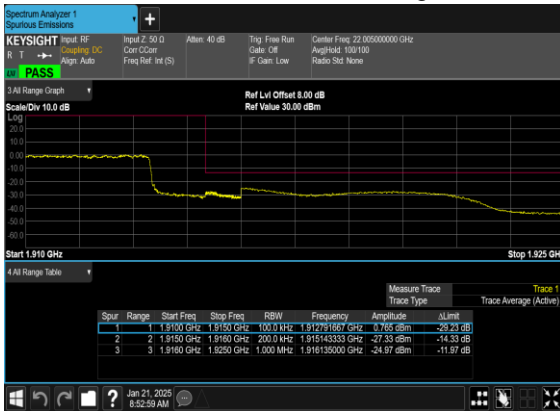 Spectrum Analyzer 1
Spurious Emissions
KEYSIGHT Input: RF Input Z: 50 Ω Atten: 40 dB Trig: Free Run Center Freq: 22.005000000 GHz
R T Coupling: DC Corr CCorr Gate: Off Avg|Hold: 100/100
Align: Auto Freq Ref: Int (S) IF Gain: Low Radio Std: None
PASS
3 All Range Graph Ref Lvl Offset 8.00 dB
Scale/Div 10.0 dB Ref Value 30.00 dBm
Log
20.0
10.0
0.00
-10.0
-20.0
-30.0
-40.0
-50.0
-60.0
Start 1.910 GHz Stop 1.925 GH
4 All Range Table
Measure Trace Trace 1
Trace Type Trace Average (Active)
Spur Range Start Freq Stop Freq RBW Frequency Amplitude ΔLimit
1 1 1.9100 GHz 1.9150 GHz 100.0 kHz 1.912791667 GHz 0.765 dBm -29.23 dB
2 2 1.9150 GHz 1.9160 GHz 200.0 kHz 1.915143333 GHz -27.33 dBm -14.33 dB
3 3 1.9160 GHz 1.9250 GHz 1.000 MHz 1.916135000 GHz -24.97 dBm -11.97 dB
Jan 21, 2025
8:52:59 AM